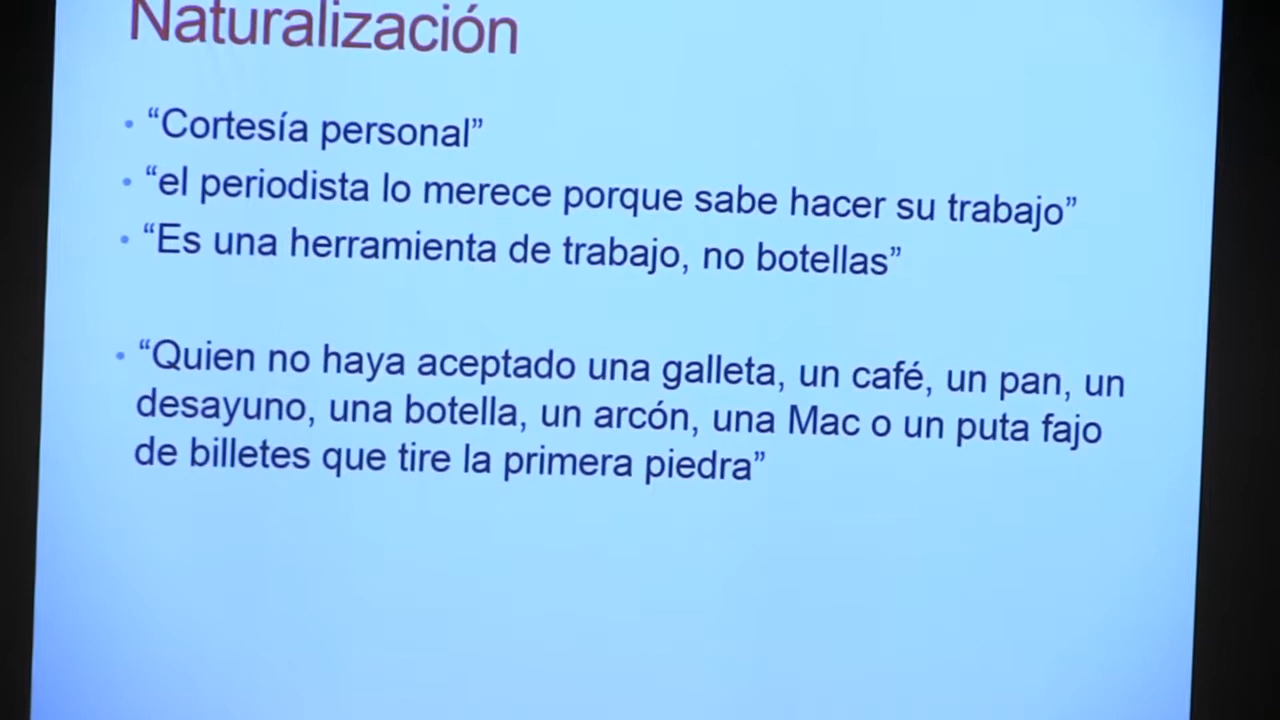 Naturalización
• “Cortesía personal”
• “el periodista lo merece porque sabe hacer su trabajo”
• “Es una herramienta de trabajo, no botellas”
• “Quien no haya aceptado una galleta, un café, un pan, un
desayuno, una botella, un arcón, una Mac o un puta fajo
de billetes que tire la primera piedra”